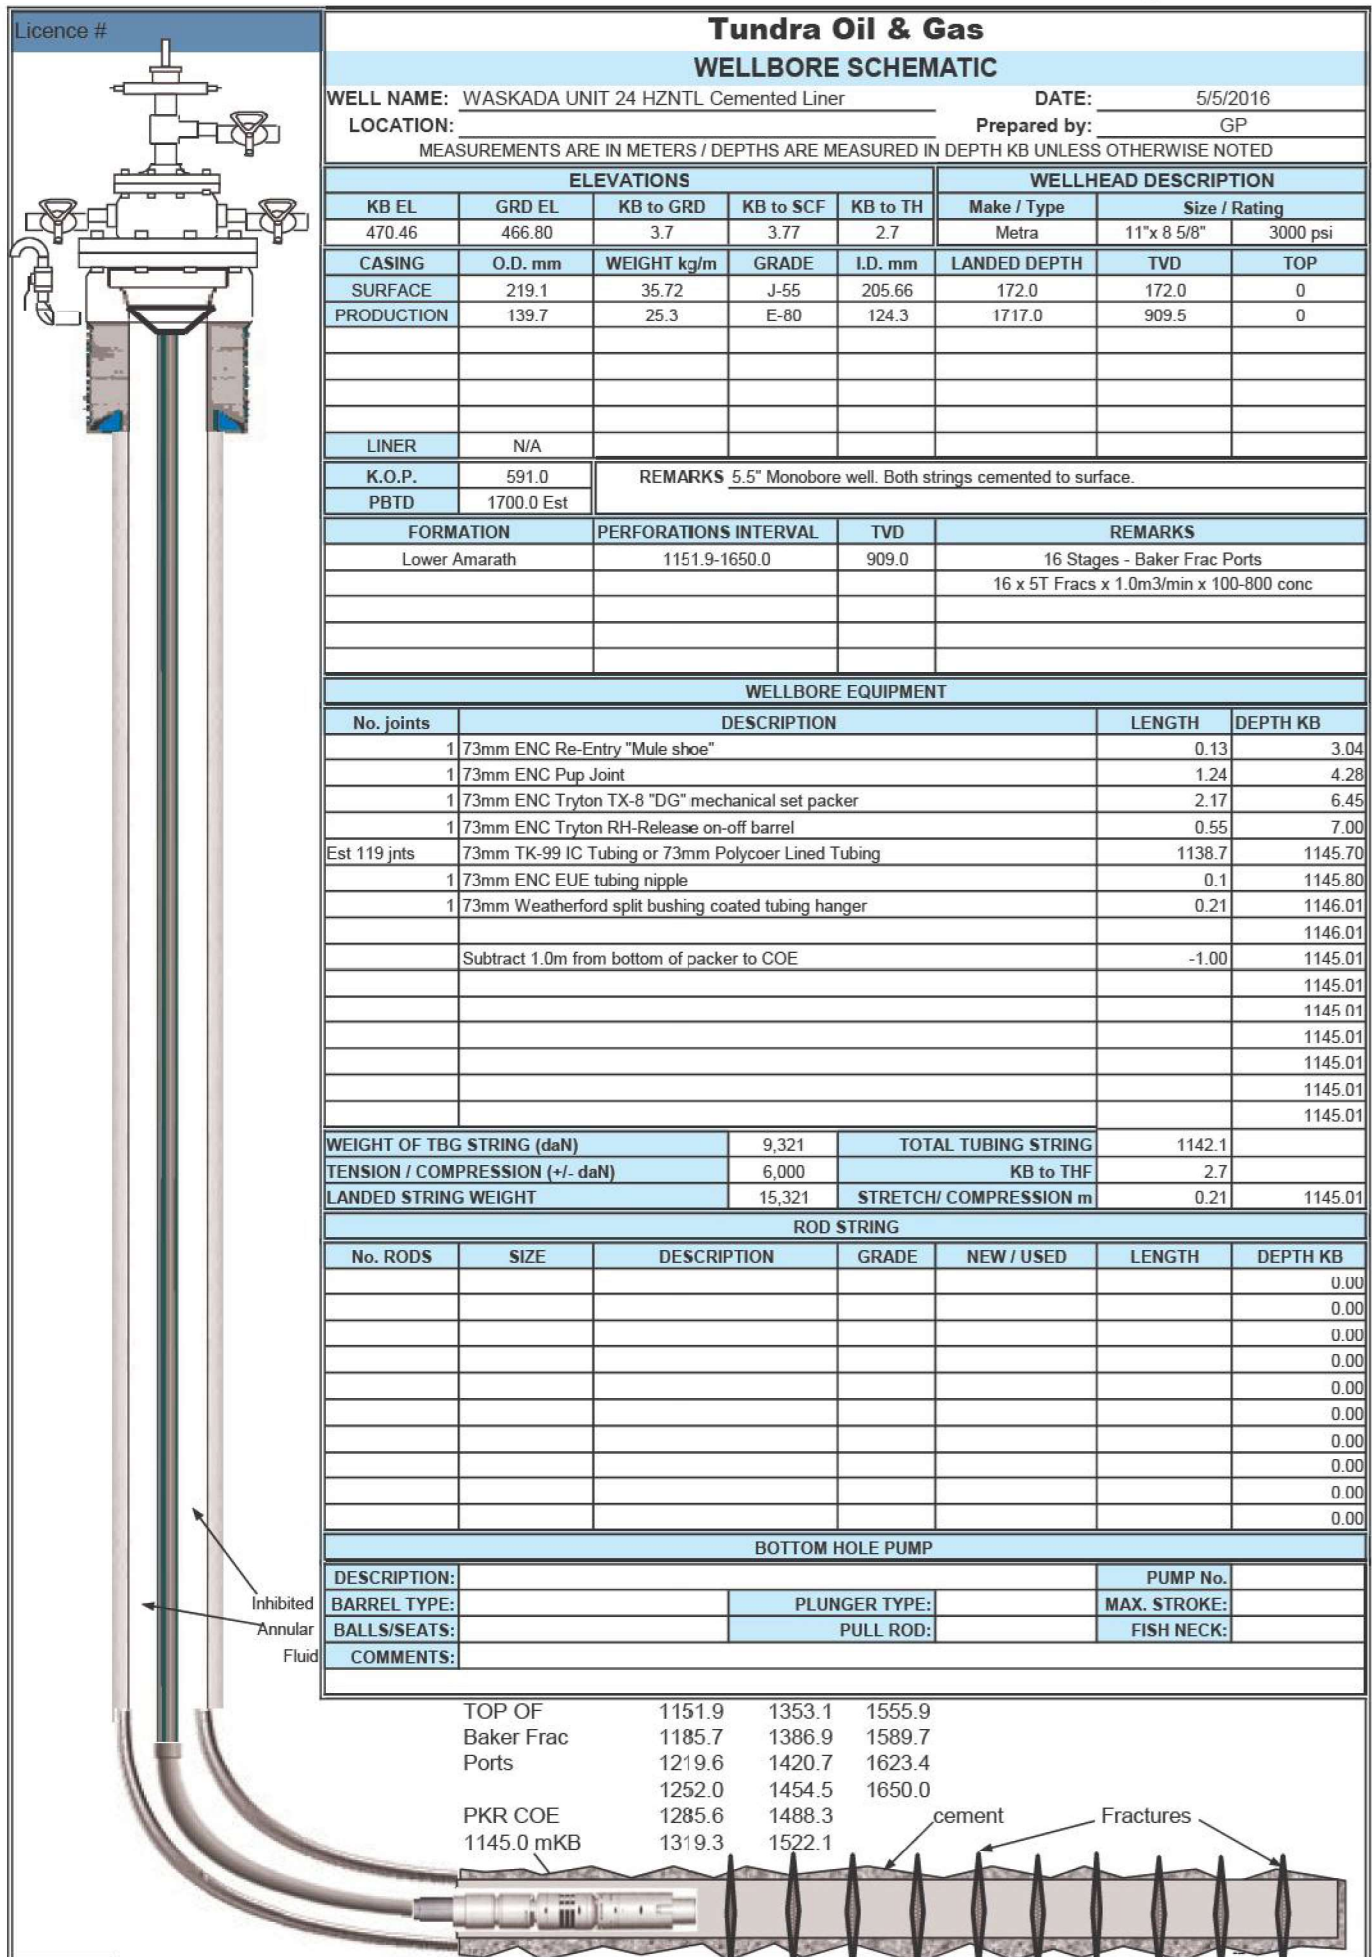 Licence #
Tundra Oil & Gas
WELLBORE SCHEMATIC
WELL NAME: WASKADA UNIT 24 HZNTL Cemented Liner DATE: 5/5/2016
LOCATION: Prepared by: GP
MEASUREMENTS ARE IN METERS / DEPTHS ARE MEASURED IN DEPTH KB UNLESS OTHERWISE NOTED
ELEVATIONS WELLHEAD DESCRIPTION
KB EL GRD EL KB to GRD KB to SCF KB to TH Make / Type Size / Rating
470.46 466.80 3.7 3.77 2.7 Metra 11"x 8 5/8" 3000 psi
CASING O.D. mm WEIGHT kg/m GRADE I.D. mm LANDED DEPTH TVD TOP
SURFACE 219.1 35.72 J-55 205.66 172.0 172.0 0
PRODUCTION 139.7 25.3 E-80 124.3 1717.0 909.5 0
LINER N/A
K.O.P. 591.0 REMARKS 5.5" Monobore well. Both strings cemented to surface.
PBTD 1700.0 Est
FORMATION PERFORATIONS INTERVAL TVD REMARKS
Lower Amarath 1151.9-1650.0 909.0 16 Stages - Baker Frac Ports
16 x 5T Fracs x 1.0m3/min x 100-800 conc
WELLBORE EQUIPMENT
No. joints DESCRIPTION LENGTH DEPTH KB
1 73mm ENC Re-Entry "Mule shoe" 0.13 3.04
1 73mm ENC Pup Joint 1.24 4.28
1 73mm ENC Tryton TX-8 "DG" mechanical set packer 2.17 6.45
1 73mm ENC Tryton RH-Release on-off barrel 0.55 7.00
Est 119 jnts 73mm TK-99 IC Tubing or 73mm Polycoer Lined Tubing 1138.7 1145.70
1 73mm ENC EUE tubing nipple 0.1 1145.80
1 73mm Weatherford split bushing coated tubing hanger 0.21 1146.01
1146.01
Subtract 1.0m from bottom of packer to COE -1.00 1145.01
1145.01
1145.01
1145.01
1145.01
1145.01
1145.01
WEIGHT OF TBG STRING (daN) 9,321 TOTAL TUBING STRING 1142.1
TENSION / COMPRESSION (+/- daN) 6,000 KB to THF 2.7
LANDED STRING WEIGHT 15,321 STRETCH/ COMPRESSION m 0.21 1145.01
ROD STRING
No. RODS SIZE DESCRIPTION GRADE NEW / USED LENGTH DEPTH KB
0.00
0.00
0.00
0.00
0.00
0.00
0.00
0.00
0.00
0.00
BOTTOM HOLE PUMP
DESCRIPTION: PUMP No.
BARREL TYPE: PLUNGER TYPE: MAX. STROKE:
BALLS/SEATS: PULL ROD: FISH NECK:
COMMENTS:
Inhibited
Annular
Fluid
TOP OF 1151.9 1353.1 1555.9
Baker Frac 1185.7 1386.9 1589.7
Ports 1219.6 1420.7 1623.4
1252.0 1454.5 1650.0
PKR COE 1285.6 1488.3 cement Fractures
1145.0 mKB 1319.3 1522.1